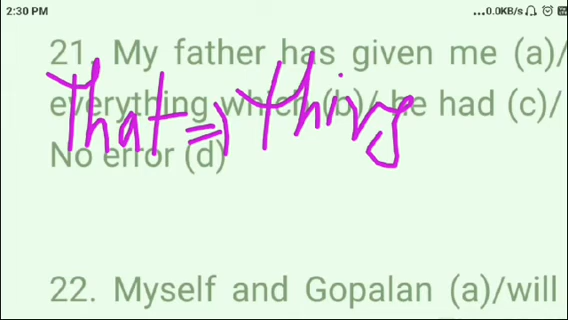 2:30 PM ...0.0KB/s
21. My father has given me (a)/
everything which (b)/ he had (c)/
No error (d)
That => Thing
22. Myself and Gopalan (a)/will